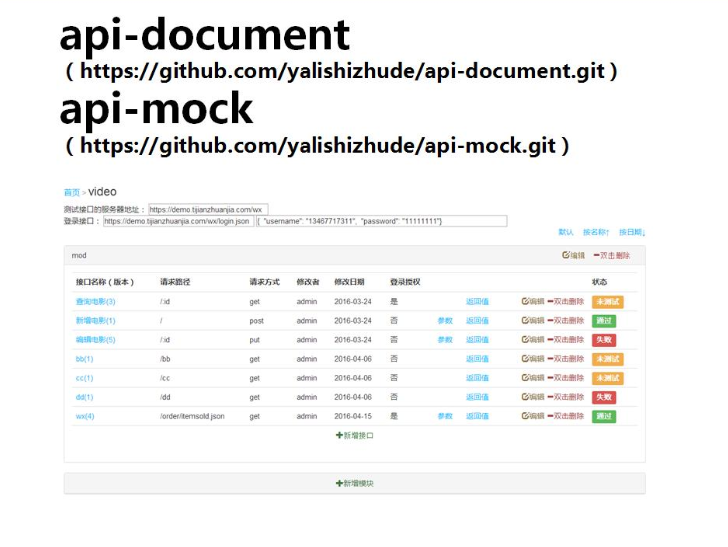 api-document
（https://github.com/yalishizhude/api-document.git）
api-mock
（https://github.com/yalishizhude/api-mock.git）
首页 > video
测试接口的服务器地址： https://demo.tijianzhuanjia.com/wx
登录接口： https://demo.tijianzhuanjia.com/wx/login.json { "username": "13467717311", "password": "11111111"}
默认 按名称↑ 按日期↓
mod 编辑 双击删除
接口名称（版本） 请求路径 请求方式 修改者 修改日期 登录授权 状态
查询电影(3) /:id get admin 2016-03-24 是 返回值 编辑 双击删除 未测试
新增电影(1) / post admin 2016-03-24 否 参数 返回值 编辑 双击删除 通过
编辑电影(5) /:id put admin 2016-03-24 否 参数 返回值 编辑 双击删除 失败
bb(1) /bb get admin 2016-04-06 否 返回值 编辑 双击删除 未测试
cc(1) /cc get admin 2016-04-06 否 返回值 编辑 双击删除 未测试
dd(1) /dd get admin 2016-04-06 否 返回值 编辑 双击删除 失败
wx(4) /order/itemsold.json get admin 2016-04-15 是 参数 返回值 编辑 双击删除 通过
新增接口
新增模块